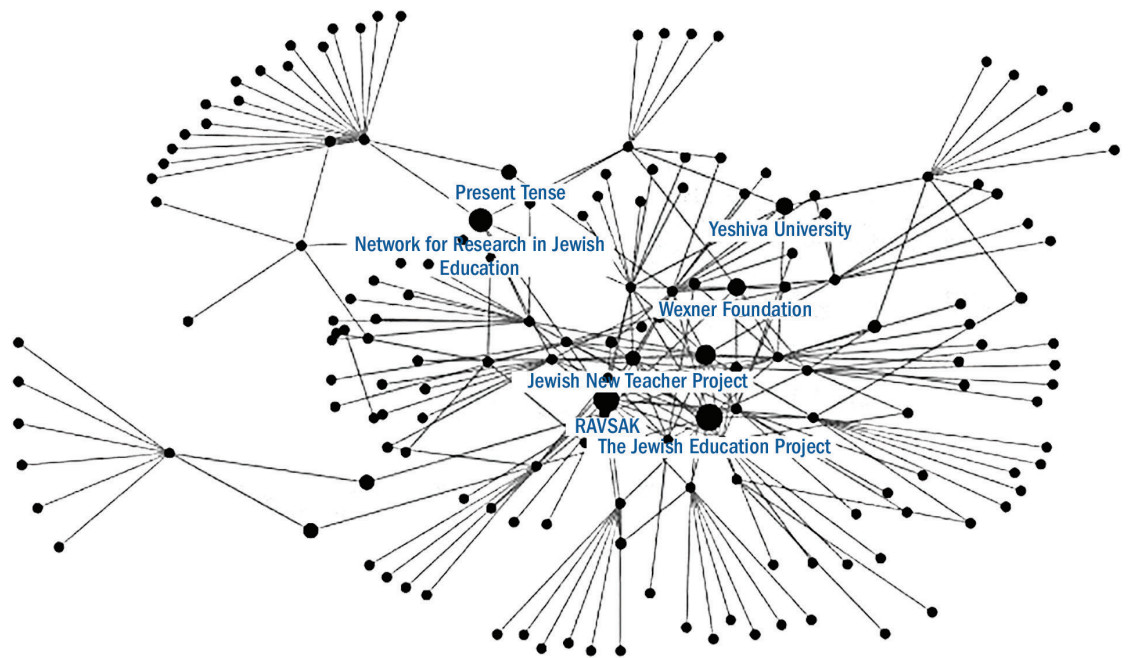 Present Tense
Yeshiva University
Network for Research in Jewish
Education
Wexner Foundation
Jewish New Teacher Project
RAVSAK
The Jewish Education Project